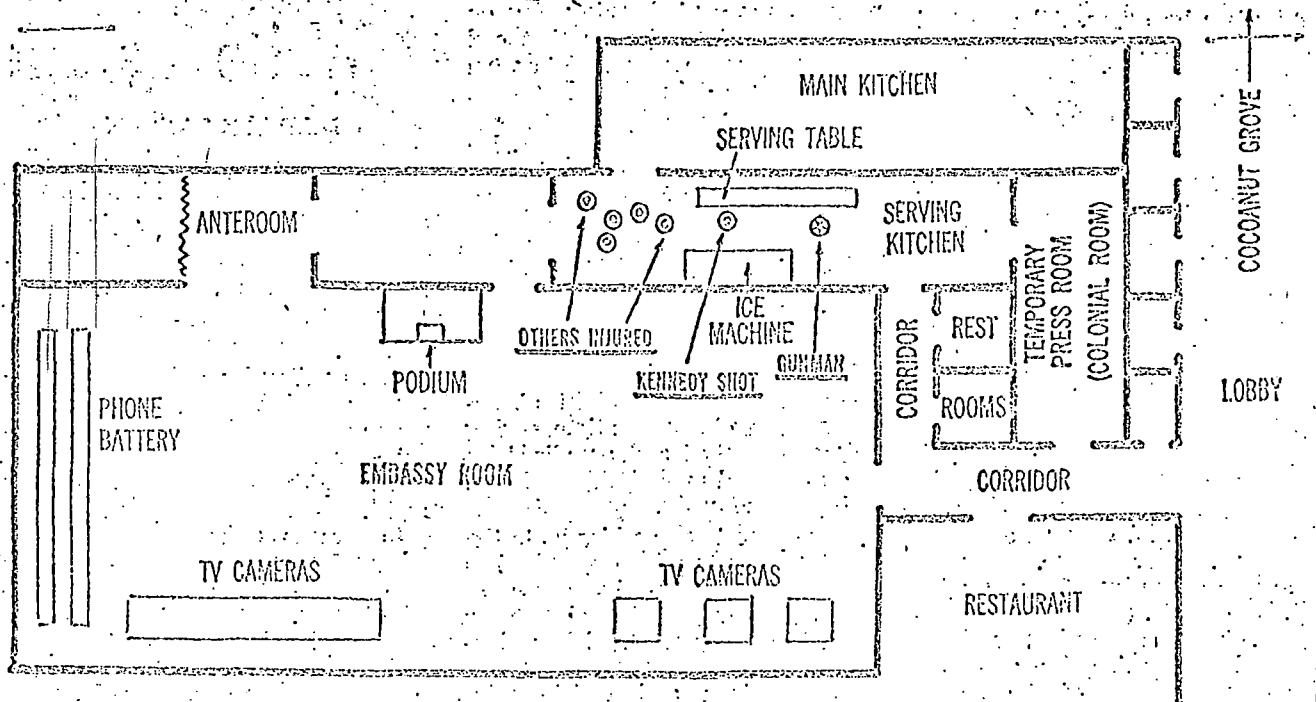 MAIN KITCHEN
COCOANUT GROVE
SERVING TABLE
ANTEROOM
SERVING
KITCHEN
TEMPORARY
PRESS ROOM
(COLONIAL ROOM)
OTHERS INJURED
ICE
MACHINE
KENNEDY SHOT
GUNMAN
CORRIDOR
REST
ROOMS
PODIUM
LOBBY
PHONE
BATTERY
EMBASSY ROOM
CORRIDOR
TV CAMERAS
TV CAMERAS
RESTAURANT